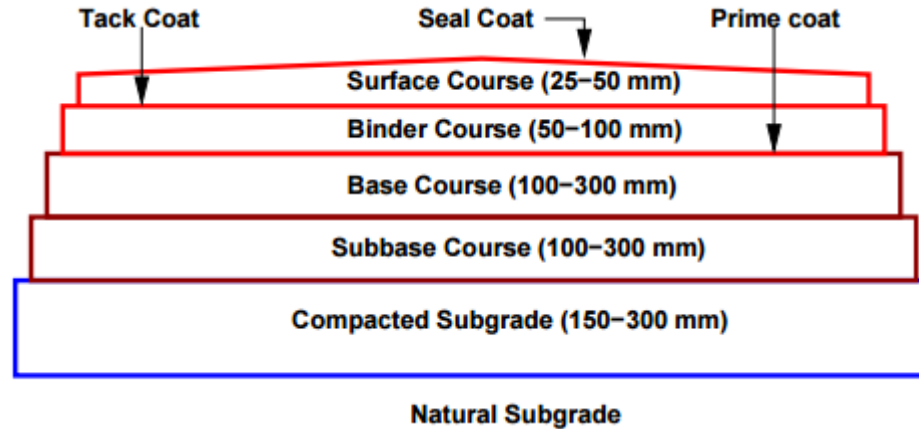 Tack Coat Seal Coat Prime coat
Surface Course (25−50 mm)
Binder Course (50−100 mm)
Base Course (100−300 mm)
Subbase Course (100−300 mm)
Compacted Subgrade (150−300 mm)
Natural Subgrade